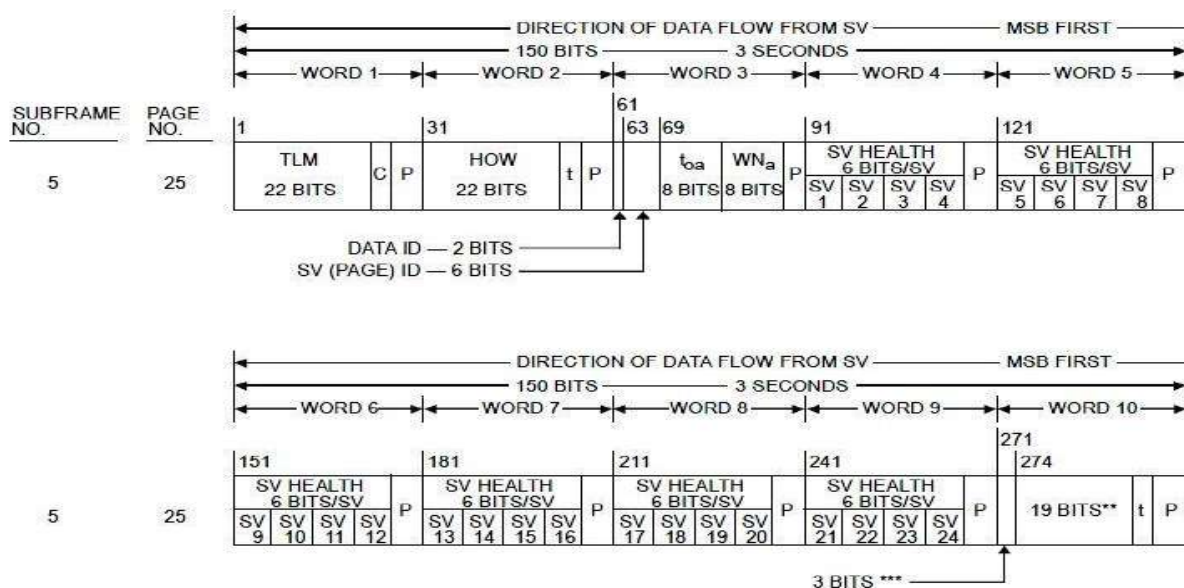 DIRECTION OF DATA FLOW FROM SV MSB FIRST
150 BITS 3 SECONDS
WORD 1 WORD 2 WORD 3 WORD 4 WORD 5
SUBFRAME NO. PAGE NO.
61
1 31 63 69 91 121
5 25
TLM 22 BITS C P
HOW 22 BITS t P
toa 8 BITS WNa 8 BITS P
SV HEALTH 6 BITS/SV SV 1 SV 2 SV 3 SV 4 P
SV HEALTH 6 BITS/SV SV 5 SV 6 SV 7 SV 8 P
DATA ID — 2 BITS
SV (PAGE) ID — 6 BITS
DIRECTION OF DATA FLOW FROM SV MSB FIRST
150 BITS 3 SECONDS
WORD 6 WORD 7 WORD 8 WORD 9 WORD 10
271
151 181 211 241 274
5 25
SV HEALTH 6 BITS/SV SV 9 SV 10 SV 11 SV 12 P
SV HEALTH 6 BITS/SV SV 13 SV 14 SV 15 SV 16 P
SV HEALTH 6 BITS/SV SV 17 SV 18 SV 19 SV 20 P
SV HEALTH 6 BITS/SV SV 21 SV 22 SV 23 SV 24 P
19 BITS** t P
3 BITS ***